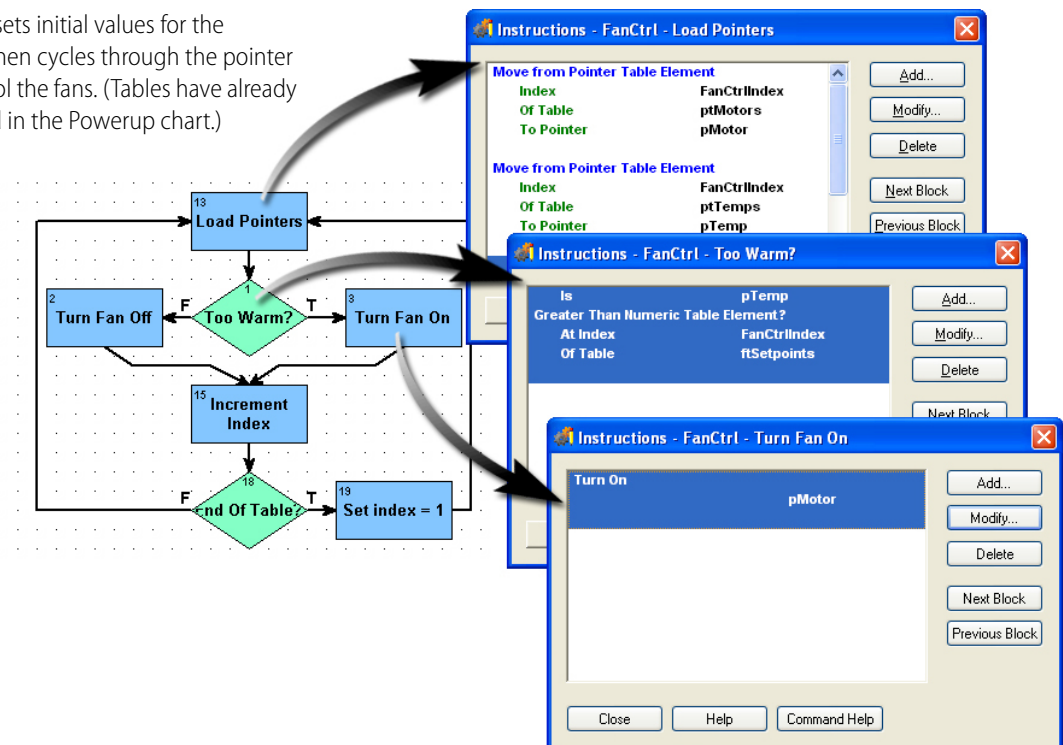 sets initial values for the
hen cycles through the pointer
ol the fans. (Tables have already
d in the Powerup chart.)
13
Load Pointers
1
Too Warm?
F
T
2
Turn Fan Off
3
Turn Fan On
15
Increment
Index
18
End Of Table?
F
T
19
Set index = 1
Instructions - FanCtrl - Load Pointers
Move from Pointer Table Element
Index FanCtrlIndex
Of Table ptMotors
To Pointer pMotor
Move from Pointer Table Element
Index FanCtrlIndex
Of Table ptTemps
To Pointer pTemp
Add...
Modify...
Delete
Next Block
Previous Block
Instructions - FanCtrl - Too Warm?
Is pTemp
Greater Than Numeric Table Element?
At Index FanCtrlIndex
Of Table ftSetpoints
Add...
Modify...
Delete
Next Block
Instructions - FanCtrl - Turn Fan On
Turn On
pMotor
Add...
Modify...
Delete
Next Block
Previous Block
Close Help Command Help